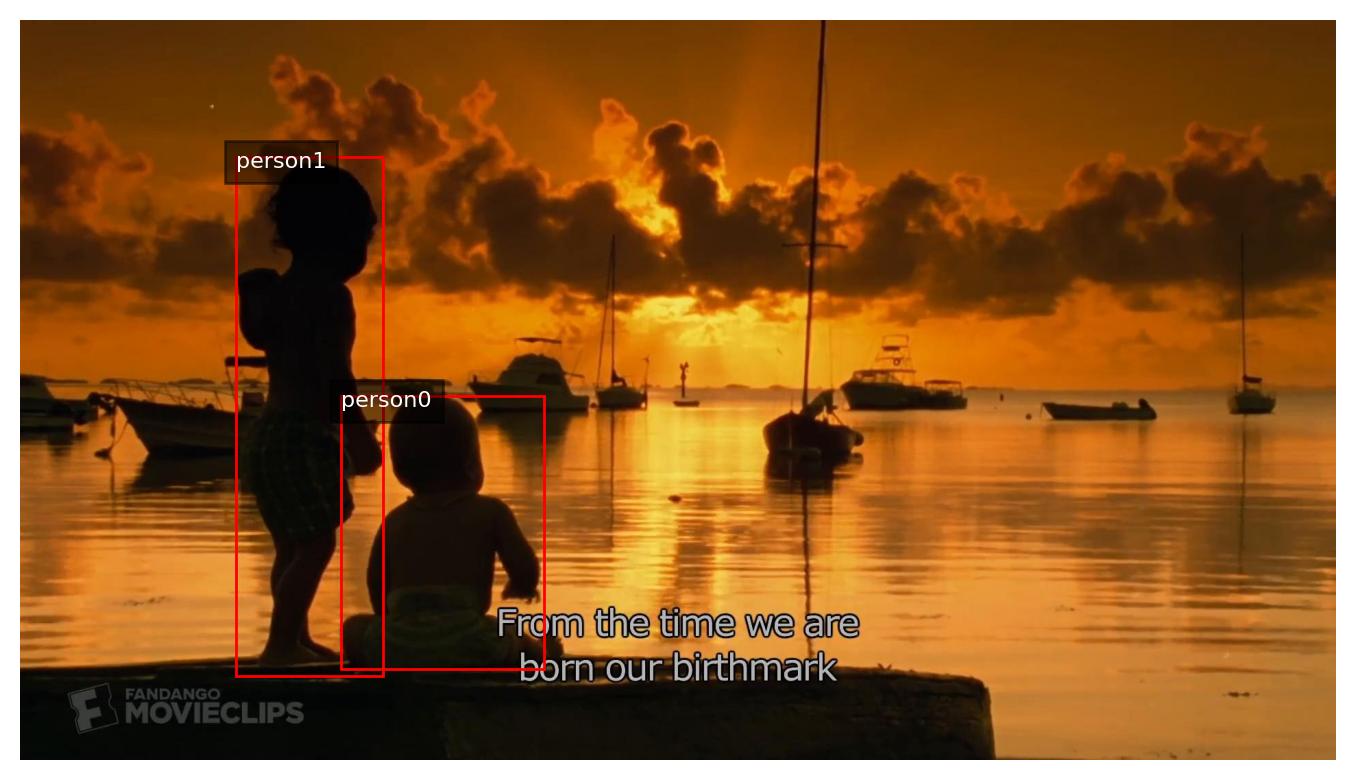 person1
person0
From the time we are
born our birthmark
FANDANGO
MOVIECLIPS